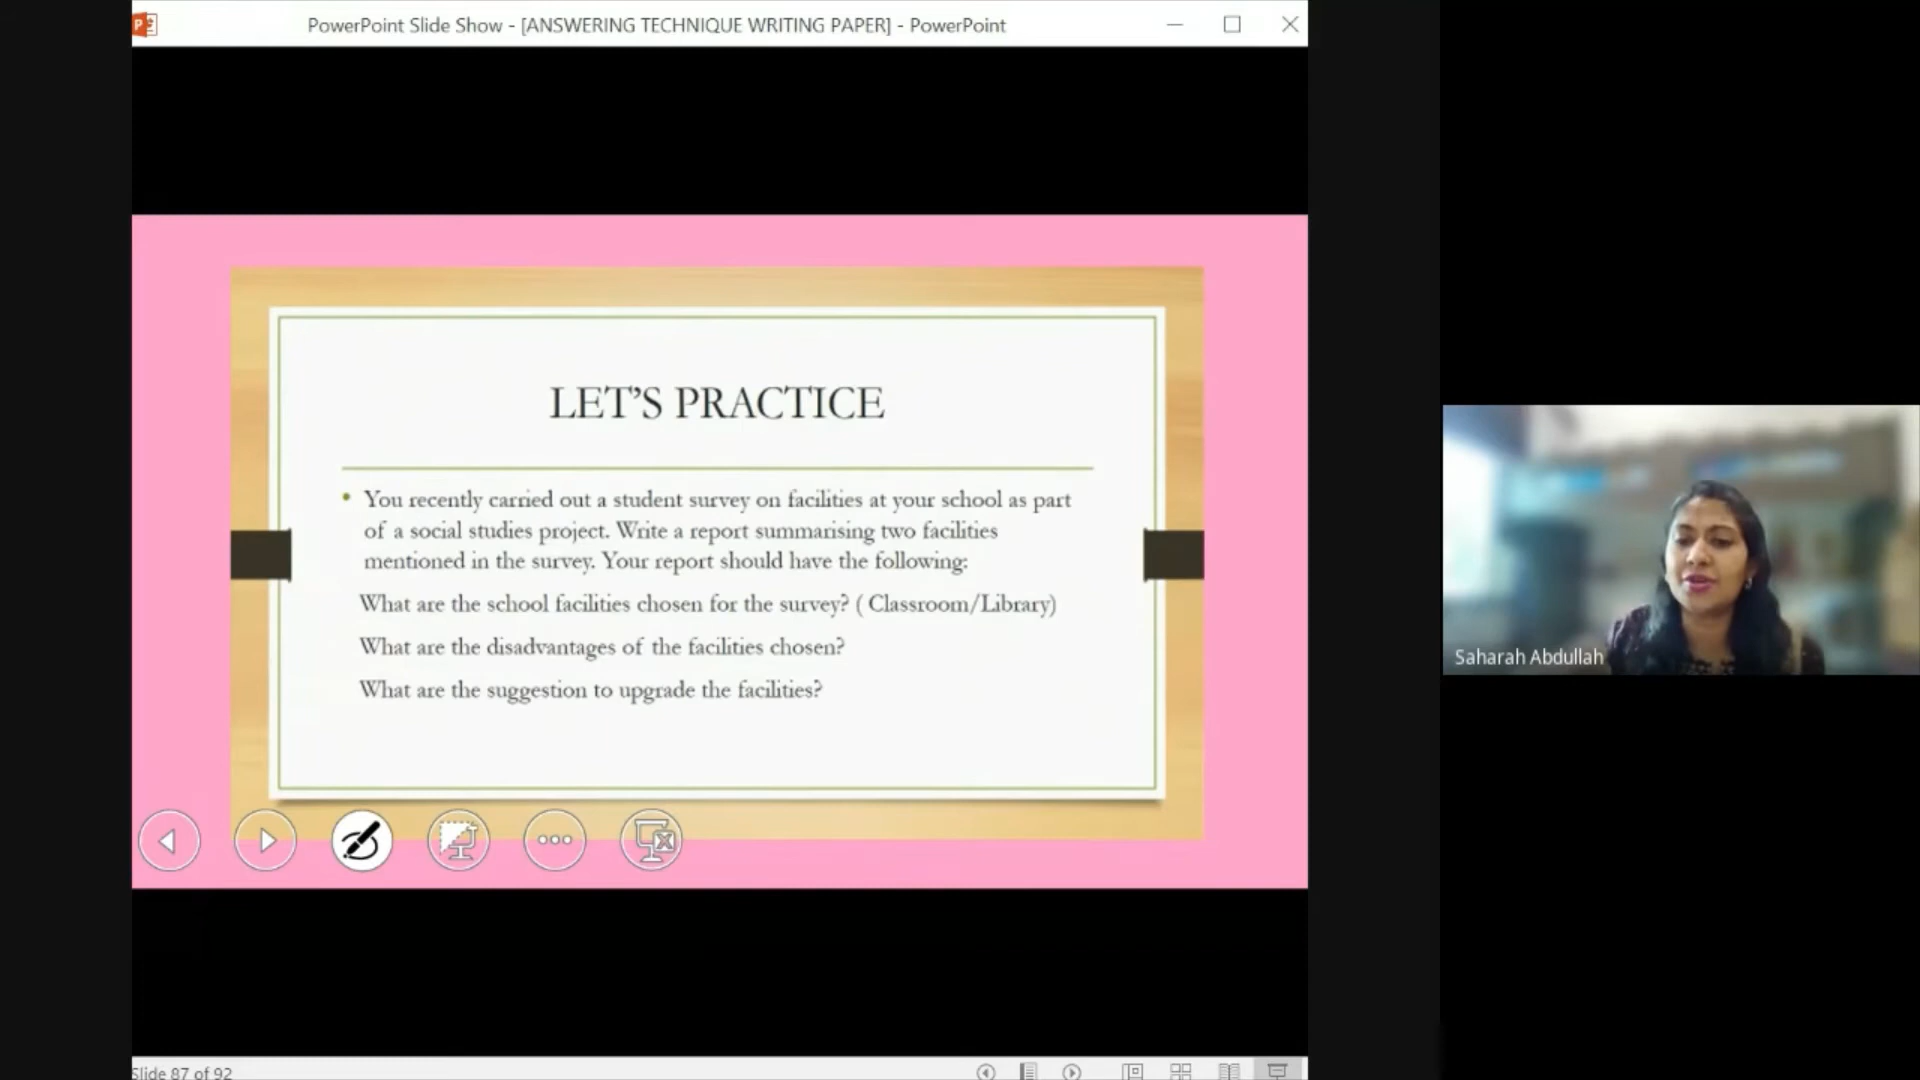 PowerPoint Slide Show - [ANSWERING TECHNIQUE WRITING PAPER] - PowerPoint
LET'S PRACTICE
• You recently carried out a student survey on facilities at your school as part
of a social studies project. Write a report summarising two facilities
mentioned in the survey. Your report should have the following:
What are the school facilities chosen for the survey? ( Classroom/Library)
What are the disadvantages of the facilities chosen?
What are the suggestion to upgrade the facilities?
Saharah Abdullah
Slide 87 of 92